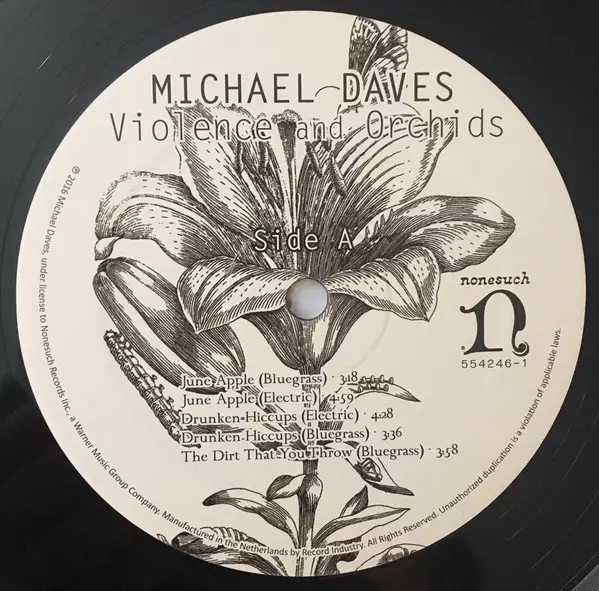 MICHAEL DAVES
Violence and Orchids
Side A
nonesuch
N
554246-1
June Apple (Bluegrass) · 3:18
June Apple (Electric) · 4:59
Drunken Hiccups (Electric) · 4:28
Drunken Hiccups (Bluegrass) · 3:36
The Dirt That You Throw (Bluegrass) · 3:58
℗ 2016 Michael Daves, under license to Nonesuch Records Inc., a Warner Music Group Company. Manufactured in the Netherlands by Record Industry. All Rights Reserved. Unauthorized duplication is a violation of applicable laws.